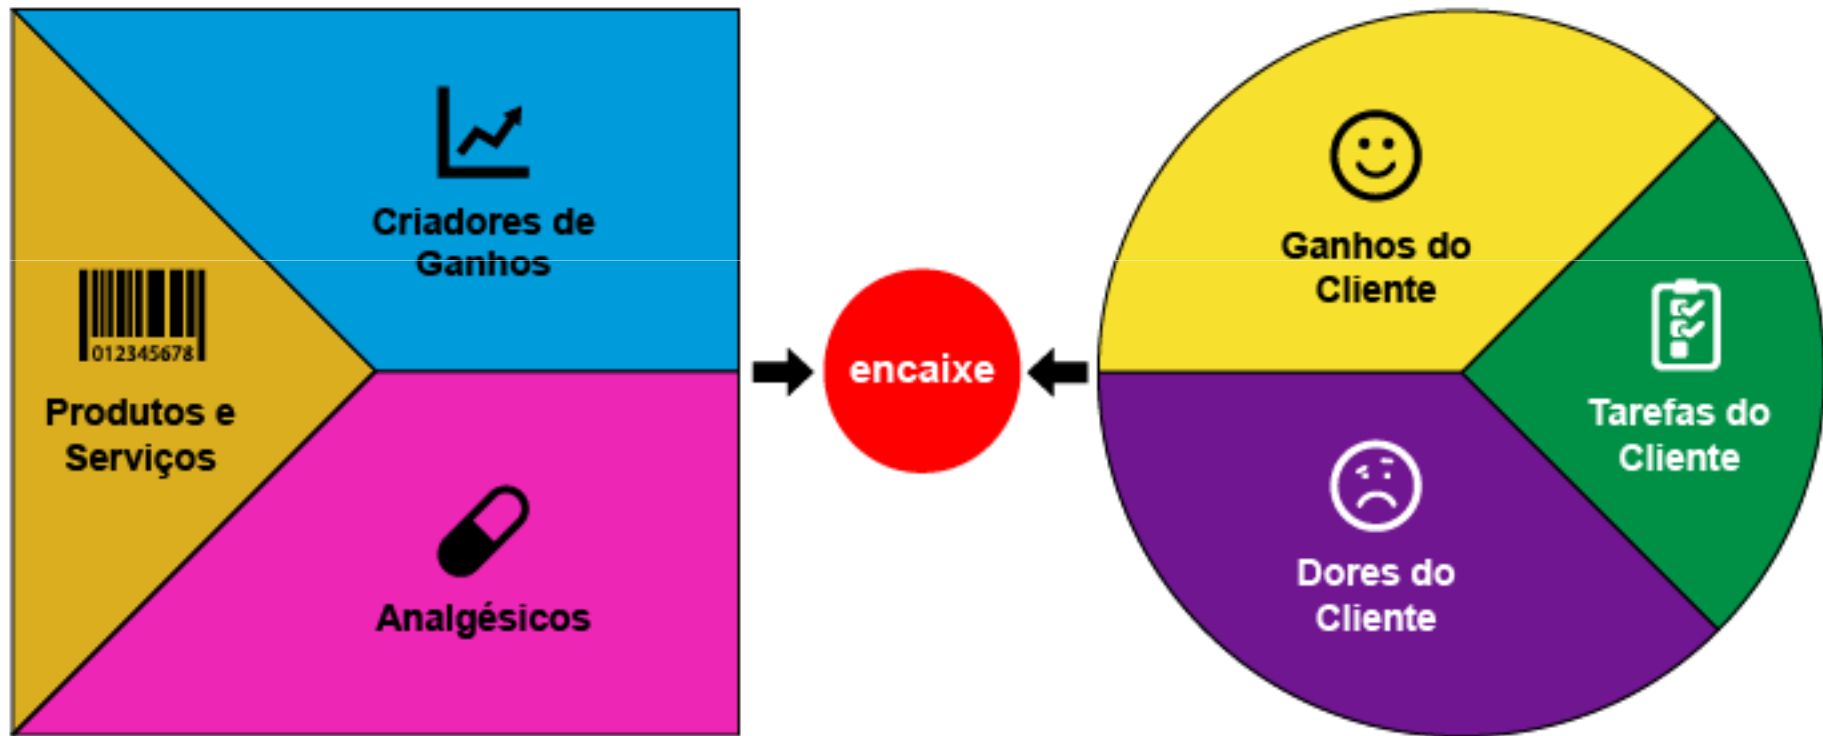 Criadores de
Ganhos
012345678
Produtos e
Serviços
Analgésicos
encaixe
Ganhos do
Cliente
Tarefas do
Cliente
Dores do
Cliente